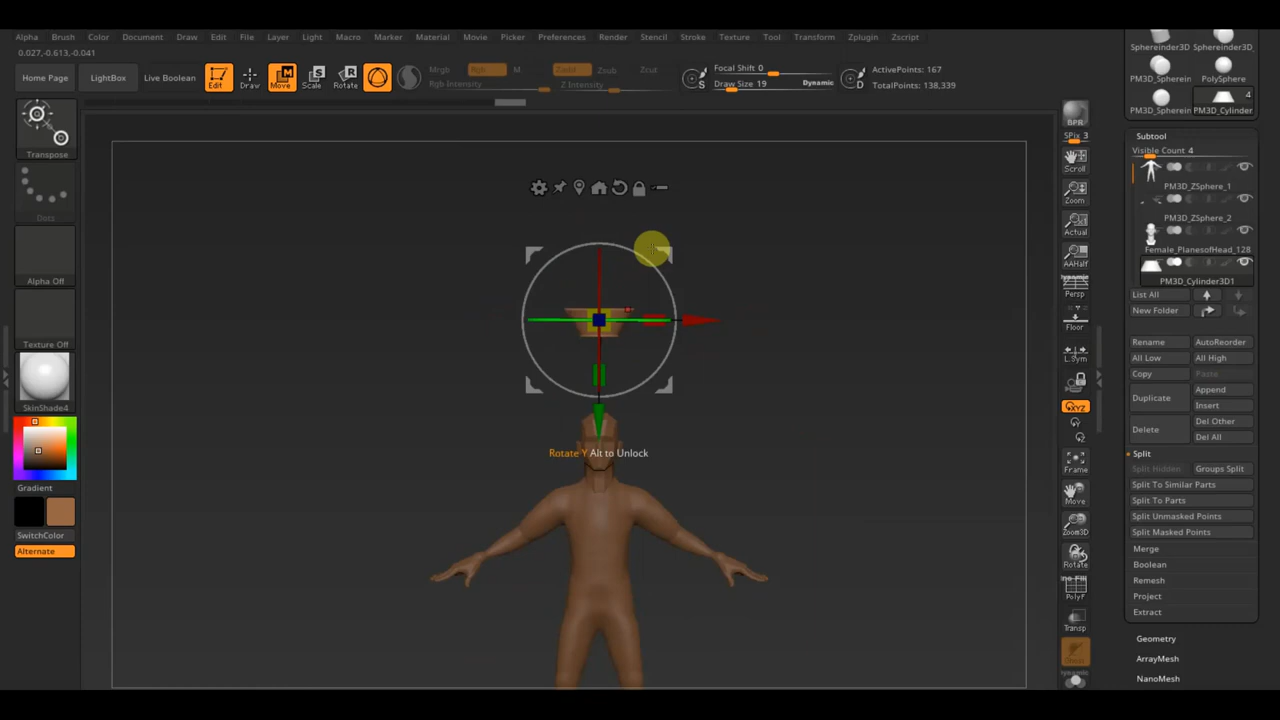 Alpha Brush Color Document Draw Edit File Layer Light Macro Marker Material Movie Picker Preferences Render Stencil Stroke Texture Tool Transform Zplugin Zscript
0.027,-0.613,-0.041
Home Page LightBox Live Boolean Edit Draw Move Scale Rotate
Mrgb Rgb M Zadd Zsub Zcut
Rgb Intensity Z Intensity
Focal Shift 0
Draw Size 19 Dynamic
ActivePoints: 167
TotalPoints: 138,339
Transpose
Dots
Alpha Off
Texture Off
SkinShade4
Gradient
SwitchColor
Alternate
Rotate Y Alt to Unlock
BPR
SPix 3
Scroll
Zoom
Actual
AAHalf
Dynamic
Persp
Floor
L.Sym
XYZ
Frame
Move
Zoom3D
Rotate
PolyF
Transp
Dynamic
SphereInder3D SphereInder3D
PM3D_Spherein PolySphere
4
PM3D_Spherein PM3D_Cylinder
Subtool
Visible Count 4
PM3D_ZSphere_1
PM3D_ZSphere_2
Female_PlanesofHead_128
PM3D_Cylinder3D1
List All
New Folder
Rename AutoReorder
All Low All High
Copy Paste
Duplicate Append
Insert
Delete Del Other
Del All
Split
Split Hidden Groups Split
Split To Similar Parts
Split To Parts
Split Unmasked Points
Split Masked Points
Merge
Boolean
Remesh
Project
Extract
Geometry
ArrayMesh
NanoMesh